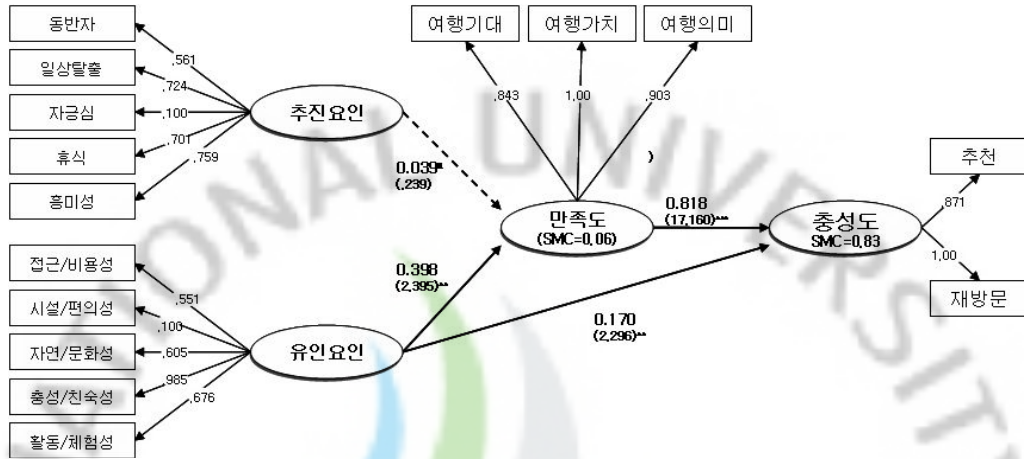 동반자
일상탈출
자긍심
휴식
흥미성
.561
.724
.100
.701
.759
추진요인
여행기대
여행가치
여행의미
.843
1.00
.903
0.039
(.239)
)
만족도
(SMC=0.06)
0.818
(17.160)***
충성도
SMC=0.83
추천
.871
1.00
재방문
접근/비용성
시설/편의성
자연/문화성
충성/친숙성
활동/체험성
.551
.100
.605
.985
.676
유인요인
0.398
(2.395)**
0.170
(2.296)**
NATIONAL UNIVERSITY